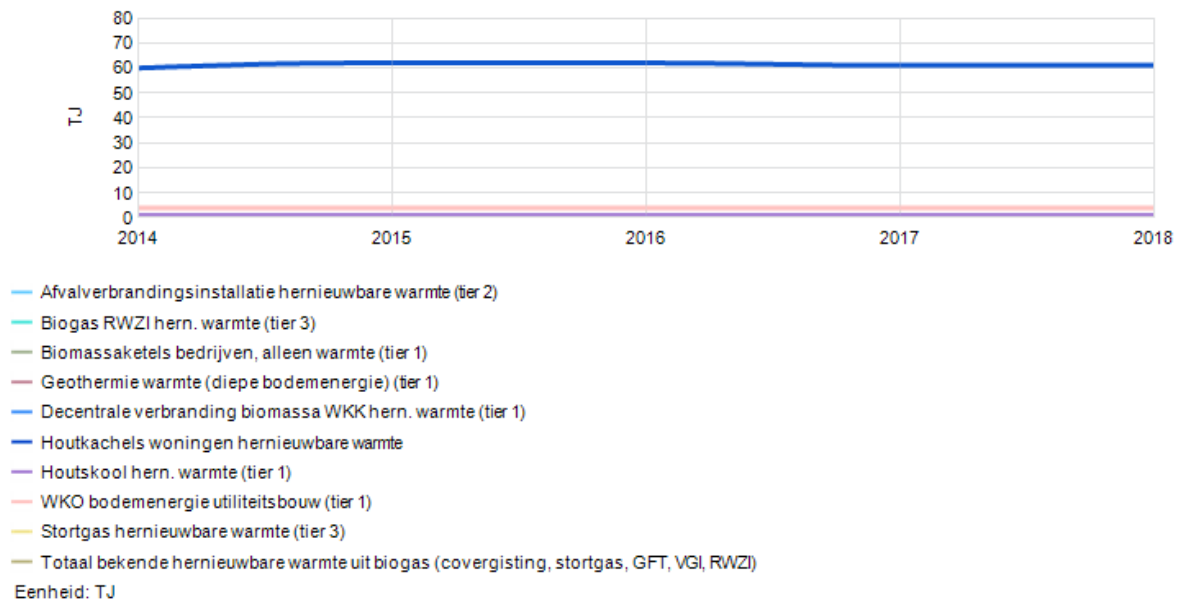 80
70
60
50
40
30
20
10
0
TJ
2014 2015 2016 2017 2018
Afvalverbrandingsinstallatie hernieuwbare warmte (tier 2)
Biogas RWZI hern. warmte (tier 3)
Biomassaketels bedrijven, alleen warmte (tier 1)
Geothermie warmte (diepe bodemenergie) (tier 1)
Decentrale verbranding biomassa WKK hern. warmte (tier 1)
Houtkachels woningen hernieuwbare warmte
Houtskool hern. warmte (tier 1)
WKO bodemenergie utiliteitsbouw (tier 1)
Stortgas hernieuwbare warmte (tier 3)
Totaal bekende hernieuwbare warmte uit biogas (covergisting, stortgas, GFT, VGI, RWZI)
Eenheid: TJ